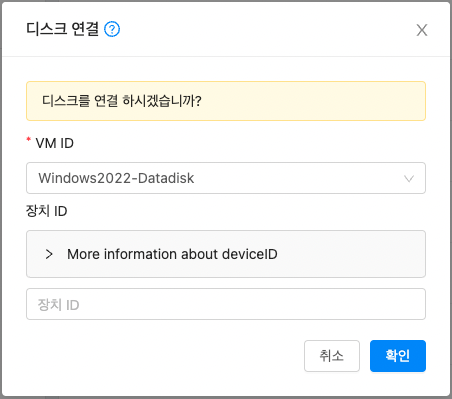 디스크 연결 ?
X
디스크를 연결 하시겠습니까?
* VM ID
Windows2022-Datadisk
장치 ID
More information about deviceID
장치 ID
취소 확인